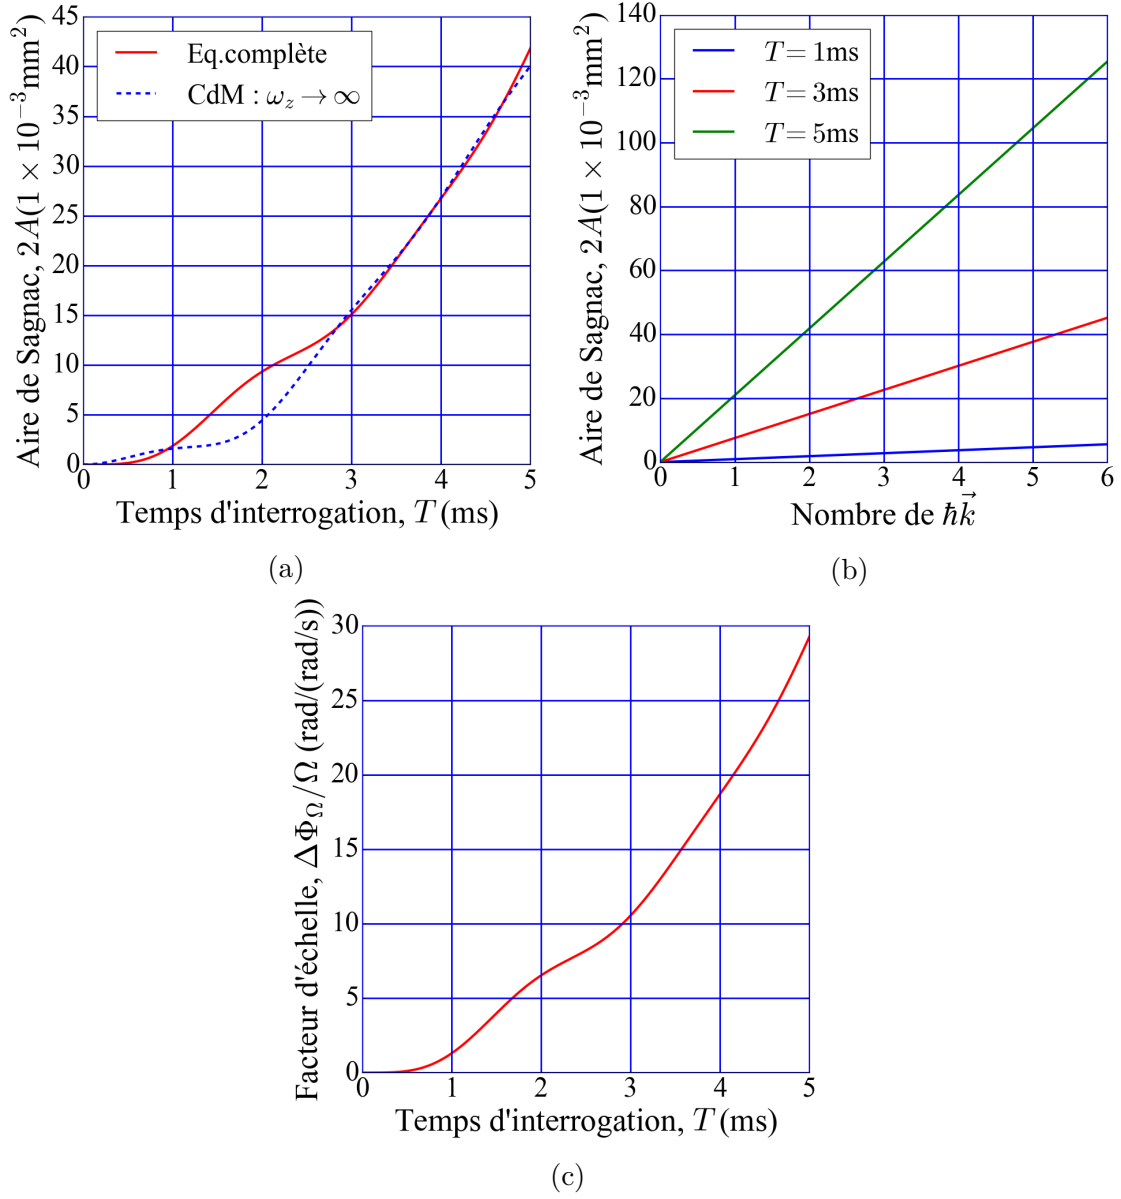 Aire de Sagnac, 2A(1 × 10⁻³mm²)
45
40
35
30
25
20
15
10
5
0
Eq.complète
CdM : ω_z → ∞
0 1 2 3 4 5
Temps d'interrogation, T (ms)
(a)
Aire de Sagnac, 2A(1 × 10⁻³mm²)
140
120
100
80
60
40
20
0
T = 1ms
T = 3ms
T = 5ms
0 1 2 3 4 5 6
Nombre de ħk⃗
(b)
Facteur d'échelle, ΔΦ_Ω/Ω (rad/(rad/s))
30
25
20
15
10
5
0
0 1 2 3 4 5
Temps d'interrogation, T (ms)
(c)